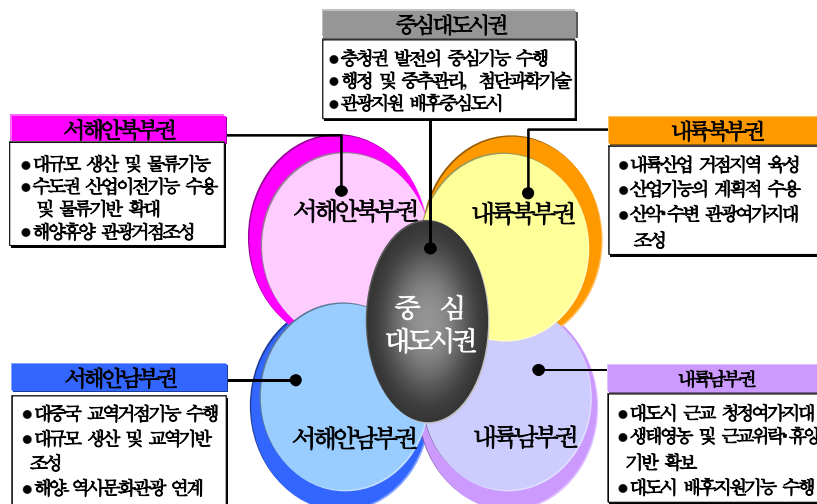 중심대도시권
● 충청권 발전의 중심기능 수행
● 행정 및 중추관리, 첨단과학기술
● 관광지원 배후중심도시
서해안북부권
● 대규모 생산 및 물류기능
● 수도권 산업이전기능 수용
및 물류기반 확대
● 해양휴양 관광거점조성
내륙북부권
● 내륙산업 거점지역 육성
● 산업기능의 계획적 수용
● 산악·수변 관광여가지대
조성
서해안북부권
내륙북부권
중 심
대도시권
서해안남부권
내륙남부권
서해안남부권
● 대중국 교역거점기능 수행
● 대규모 생산 및 교역기반
조성
● 해양·역사문화관광 연계
내륙남부권
● 대도시 근교 청정여가지대
● 생태영농 및 근교위락·휴양
기반 확보
● 대도시 배후지원기능 수행